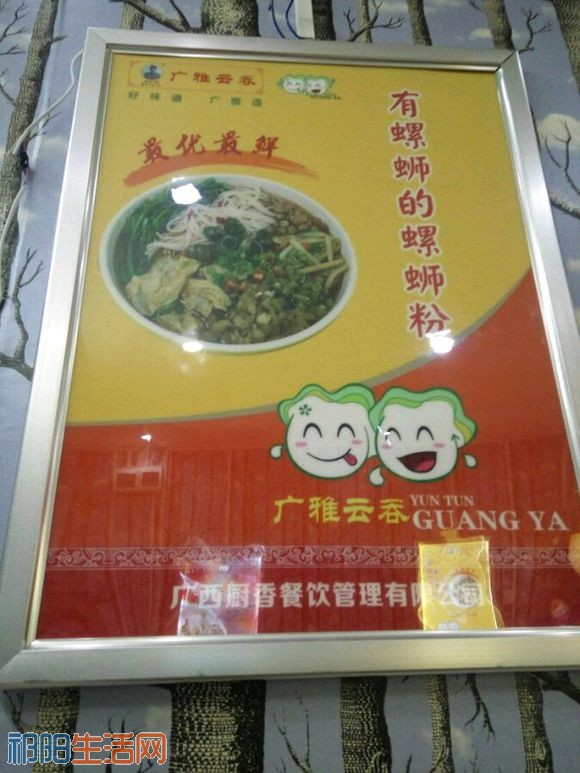 广雅云吞
GUANG YA
好味道 广雅造
最优最鲜
有螺蛳的螺蛳粉
广雅云吞
YUN TUN
GUANG YA
广西厨香餐饮管理有限公司
祁阳生活网